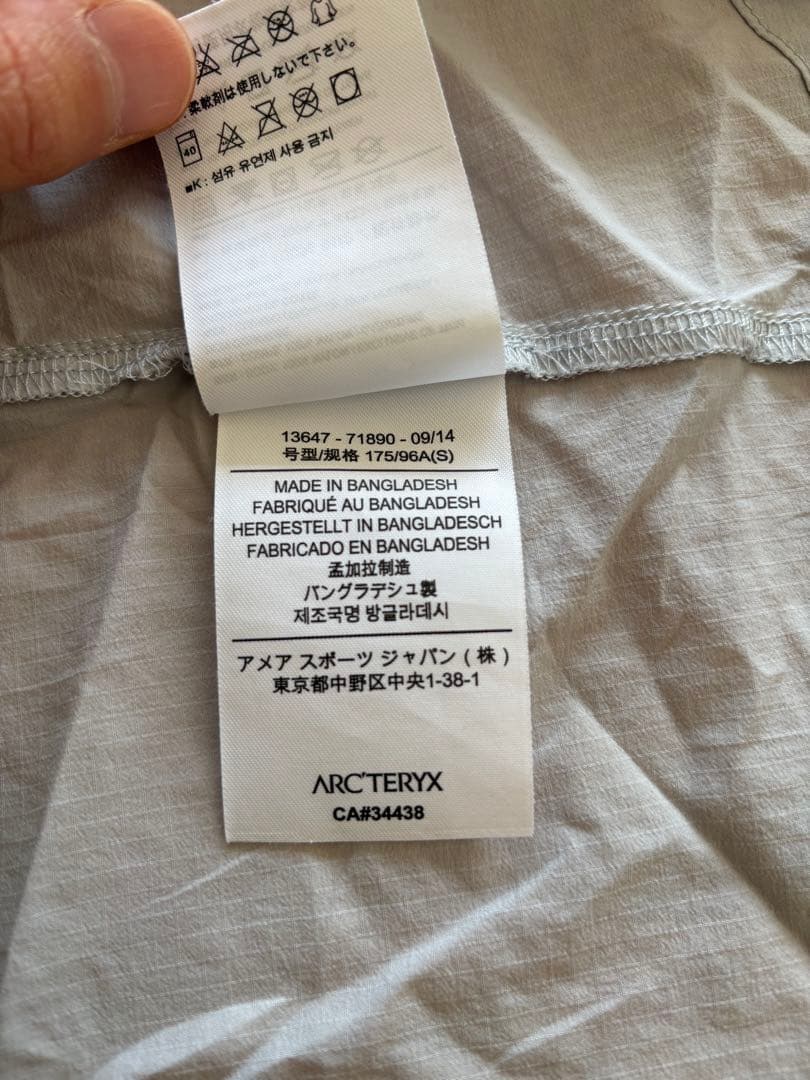 柔軟剤は使用しないで下さい。
40
■K : 섬유 유연제 사용 금지
13647 - 71890 - 09/14
号型/规格 175/96A(S)
MADE IN BANGLADESH
FABRIQUÉ AU BANGLADESH
HERGESTELLT IN BANGLADESCH
FABRICADO EN BANGLADESH
孟加拉制造
バングラデシュ製
제조국명 방글라데시
アメア スポーツ ジャパン ( 株 )
東京都中野区中央1-38-1
ARC'TERYX
CA#34438